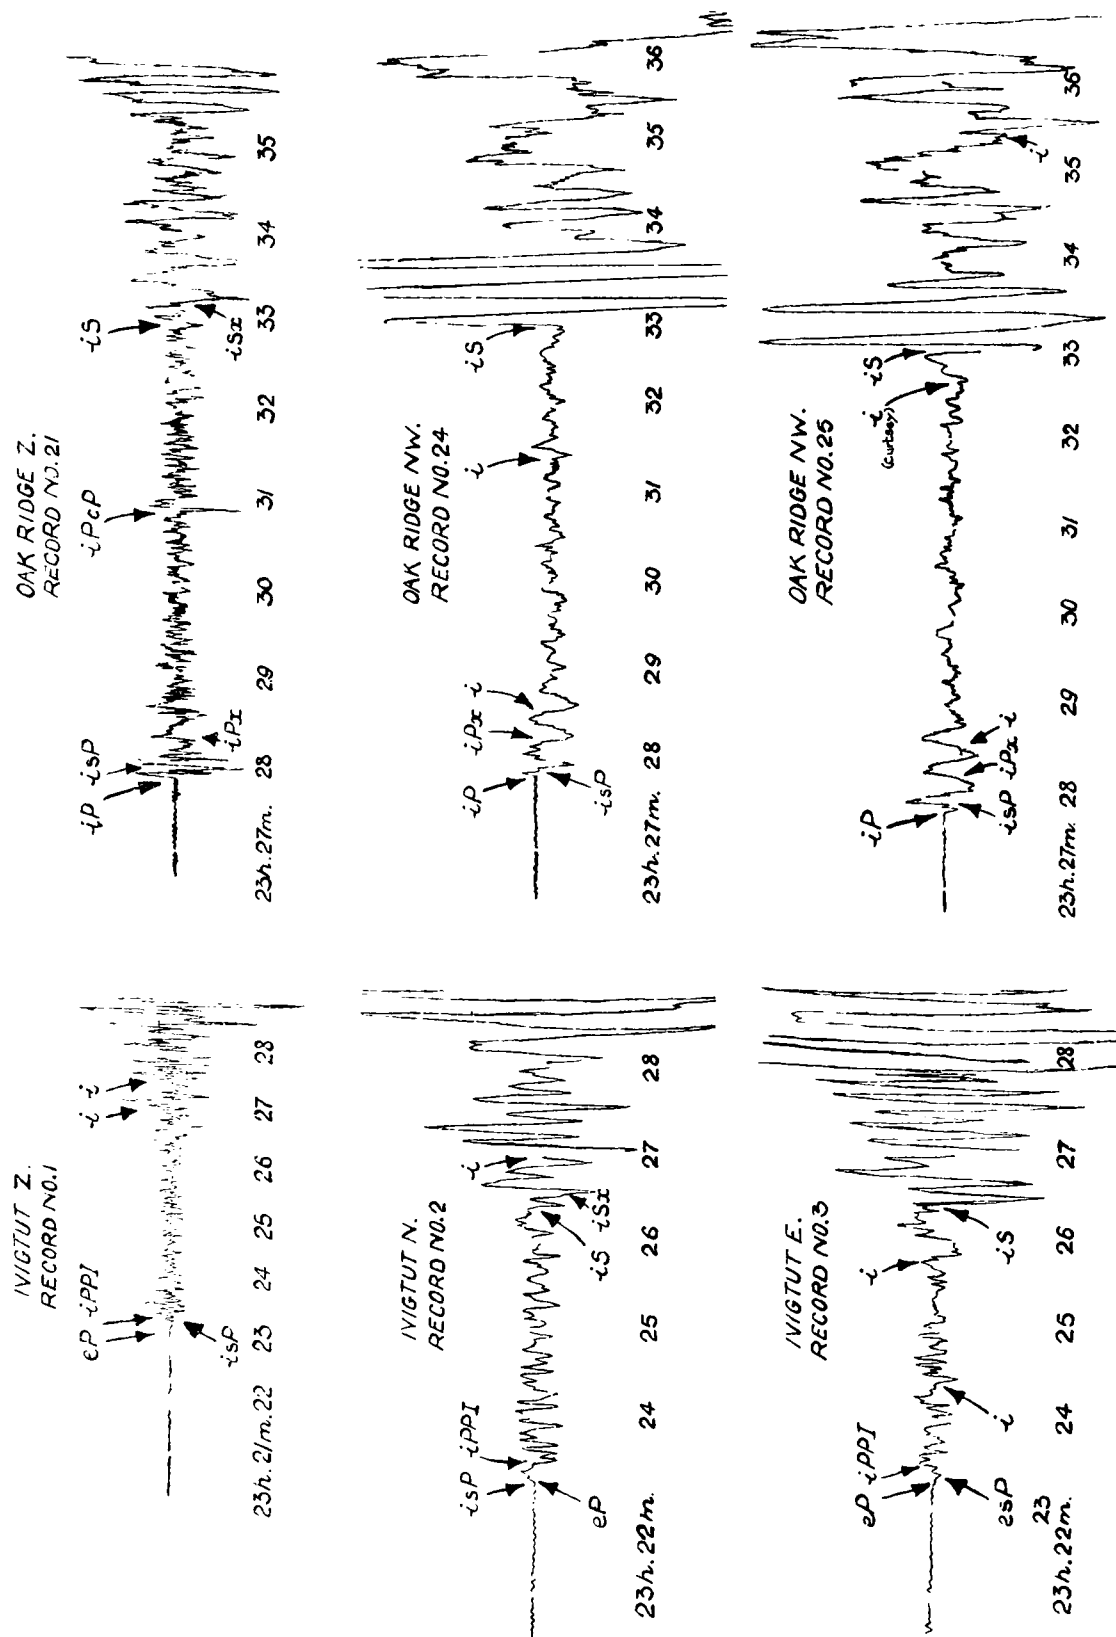 IVIGTUT Z.
RECORD NO.1
eP iPPI
i i
isP
23h.21m.22 23 24 25 26 27 28
OAK RIDGE Z.
RECORD NO.21
iP isP
iPcP
iS
iPx
iSx
23h.27m. 28 29 30 31 32 33 34 35
IVIGTUT N.
RECORD NO.2
isP iPPI
i
eP
iS iSx
23h.22m. 24 25 26 27 28
OAK RIDGE NW.
RECORD NO.24
iP iPx i
i
iS
isP
23h.27m. 28 29 30 31 32 33 34 35 36
IVIGTUT E.
RECORD NO.3
eP iPPI
i
esP
i
iS
23
23h.22m. 24 25 26 27 28
OAK RIDGE NW.
RECORD NO.25
iP
i
(curtsey)
iS
isP iPx i
i
23h.27m. 28 29 30 31 32 33 34 35 36